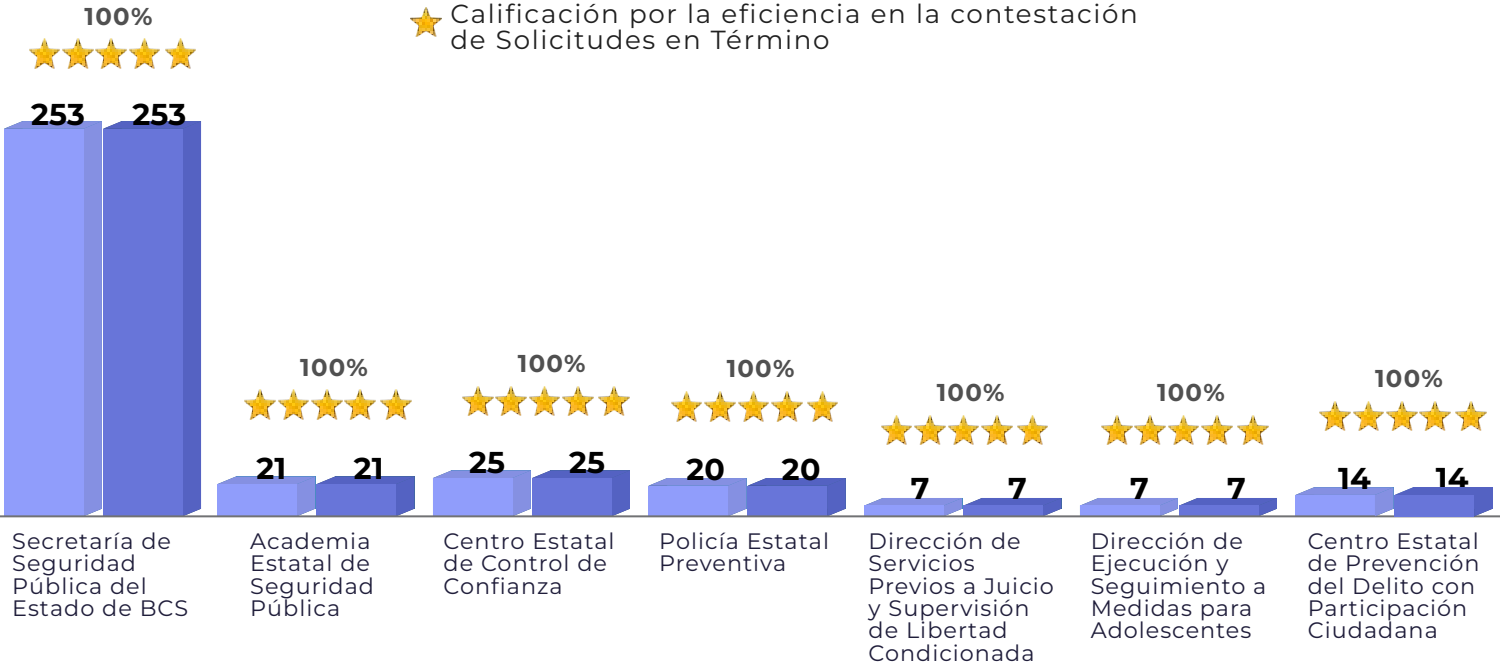 100%
Calificación por la eficiencia en la contestación
de Solicitudes en Término
253 253
100%
100%
100%
100%
100%
100%
21 21
25 25
20 20
7 7
7 7
14 14
Secretaría de
Seguridad
Pública del
Estado de BCS
Academia
Estatal de
Seguridad
Pública
Centro Estatal
de Control de
Confianza
Policía Estatal
Preventiva
Dirección de
Servicios
Previos a Juicio
y Supervisión
de Libertad
Condicionada
Dirección de
Ejecución y
Seguimiento a
Medidas para
Adolescentes
Centro Estatal
de Prevención
del Delito con
Participación
Ciudadana